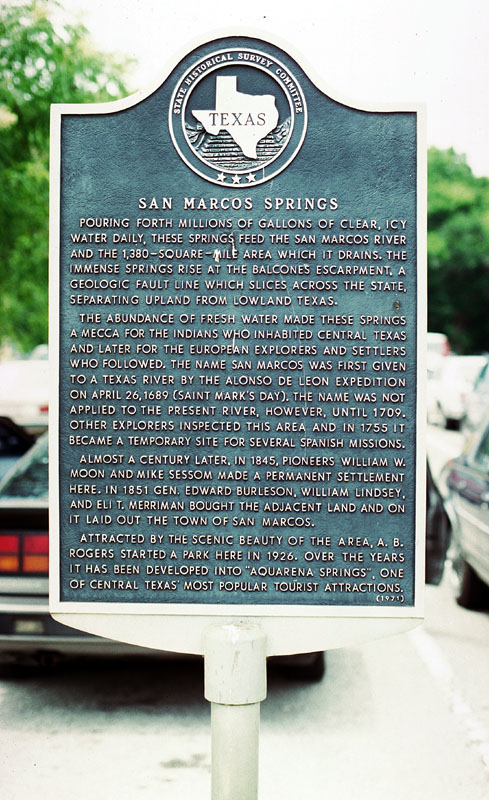 STATE HISTORICAL SURVEY COMMITTEE
TEXAS
SAN MARCOS SPRINGS
POURING FORTH MILLIONS OF GALLONS OF CLEAR, ICY
WATER DAILY, THESE SPRINGS FEED THE SAN MARCOS RIVER
AND THE 1,380-SQUARE-MILE AREA WHICH IT DRAINS. THE
IMMENSE SPRINGS RISE AT THE BALCONES ESCARPMENT, A
GEOLOGIC FAULT LINE WHICH SLICES ACROSS THE STATE,
SEPARATING UPLAND FROM LOWLAND TEXAS.
THE ABUNDANCE OF FRESH WATER MADE THESE SPRINGS
A MECCA FOR THE INDIANS WHO INHABITED CENTRAL TEXAS
AND LATER FOR THE EUROPEAN EXPLORERS AND SETTLERS
WHO FOLLOWED. THE NAME SAN MARCOS WAS FIRST GIVEN
TO A TEXAS RIVER BY THE ALONSO DE LEON EXPEDITION
ON APRIL 26,1689 (SAINT MARK'S DAY). THE NAME WAS NOT
APPLIED TO THE PRESENT RIVER, HOWEVER, UNTIL 1709.
OTHER EXPLORERS INSPECTED THIS AREA AND IN 1755 IT
BECAME A TEMPORARY SITE FOR SEVERAL SPANISH MISSIONS.
ALMOST A CENTURY LATER, IN 1845, PIONEERS WILLIAM W.
MOON AND MIKE SESSOM MADE A PERMANENT SETTLEMENT
HERE. IN 1851 GEN. EDWARD BURLESON, WILLIAM LINDSEY,
AND ELI T. MERRIMAN BOUGHT THE ADJACENT LAND AND ON
IT LAID OUT THE TOWN OF SAN MARCOS.
ATTRACTED BY THE SCENIC BEAUTY OF THE AREA, A. B.
ROGERS STARTED A PARK HERE IN 1926. OVER THE YEARS
IT HAS BEEN DEVELOPED INTO "AQUARENA SPRINGS", ONE
OF CENTRAL TEXAS' MOST POPULAR TOURIST ATTRACTIONS.
(1971)